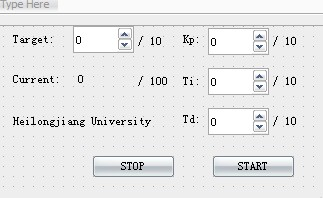 Type Here
Target: 0 / 10 Kp: 0 / 10
Current: 0 / 100 Ti: 0 / 10
Heilongjiang University Td: 0 / 10
STOP START